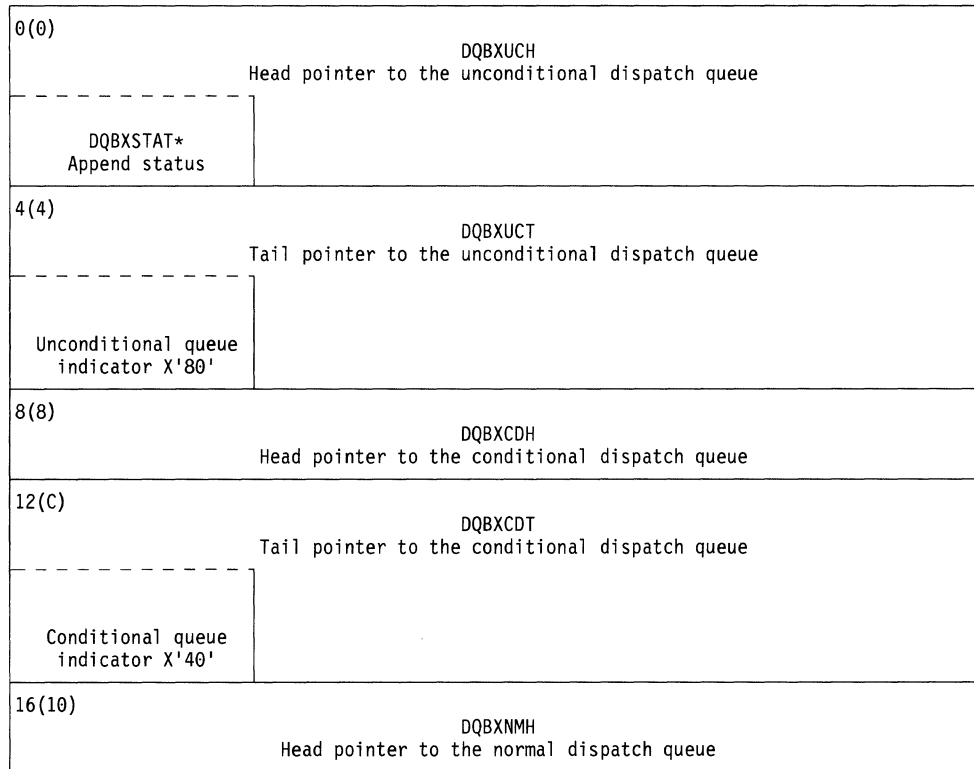 0(0)
DQBXUCH
Head pointer to the unconditional dispatch queue
DQBXSTAT*
Append status
4(4)
DQBXUCT
Tail pointer to the unconditional dispatch queue
Unconditional queue
indicator X'80'
8(8)
DQBXCDH
Head pointer to the conditional dispatch queue
12(C)
DQBXCDT
Tail pointer to the conditional dispatch queue
Conditional queue
indicator X'40'
16(10)
DQBXNMH
Head pointer to the normal dispatch queue